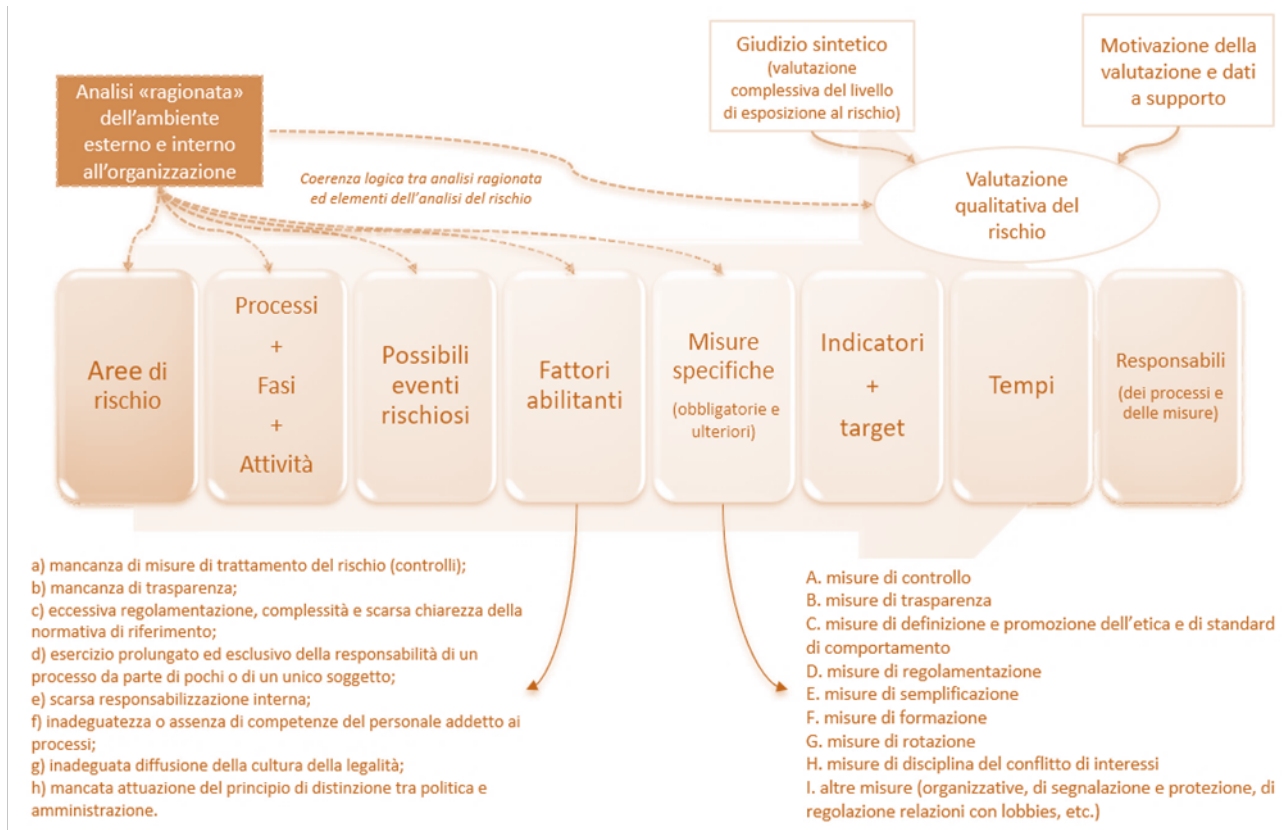 Analisi «ragionata»
dell'ambiente
esterno e interno
all'organizzazione
Giudizio sintetico
(valutazione
complessiva del livello
di esposizione al rischio)
Motivazione della
valutazione e dati
a supporto
Coerenza logica tra analisi ragionata
ed elementi dell'analisi del rischio
Valutazione
qualitativa del
rischio
Aree di
rischio
Processi
+
Fasi
+
Attività
Possibili
eventi
rischiosi
Fattori
abilitanti
Misure
specifiche
(obbligatorie e
ulteriori)
Indicatori
+
target
Tempi
Responsabili
(dei processi e
delle misure)
a) mancanza di misure di trattamento del rischio (controlli);
b) mancanza di trasparenza;
c) eccessiva regolamentazione, complessità e scarsa chiarezza della
normativa di riferimento;
d) esercizio prolungato ed esclusivo della responsabilità di un
processo da parte di pochi o di un unico soggetto;
e) scarsa responsabilizzazione interna;
f) inadeguatezza o assenza di competenze del personale addetto ai
processi;
g) inadeguata diffusione della cultura della legalità;
h) mancata attuazione del principio di distinzione tra politica e
amministrazione.
A. misure di controllo
B. misure di trasparenza
C. misure di definizione e promozione dell'etica e di standard
di comportamento
D. misure di regolamentazione
E. misure di semplificazione
F. misure di formazione
G. misure di rotazione
H. misure di disciplina del conflitto di interessi
I. altre misure (organizzative, di segnalazione e protezione, di
regolazione relazioni con lobbies, etc.)